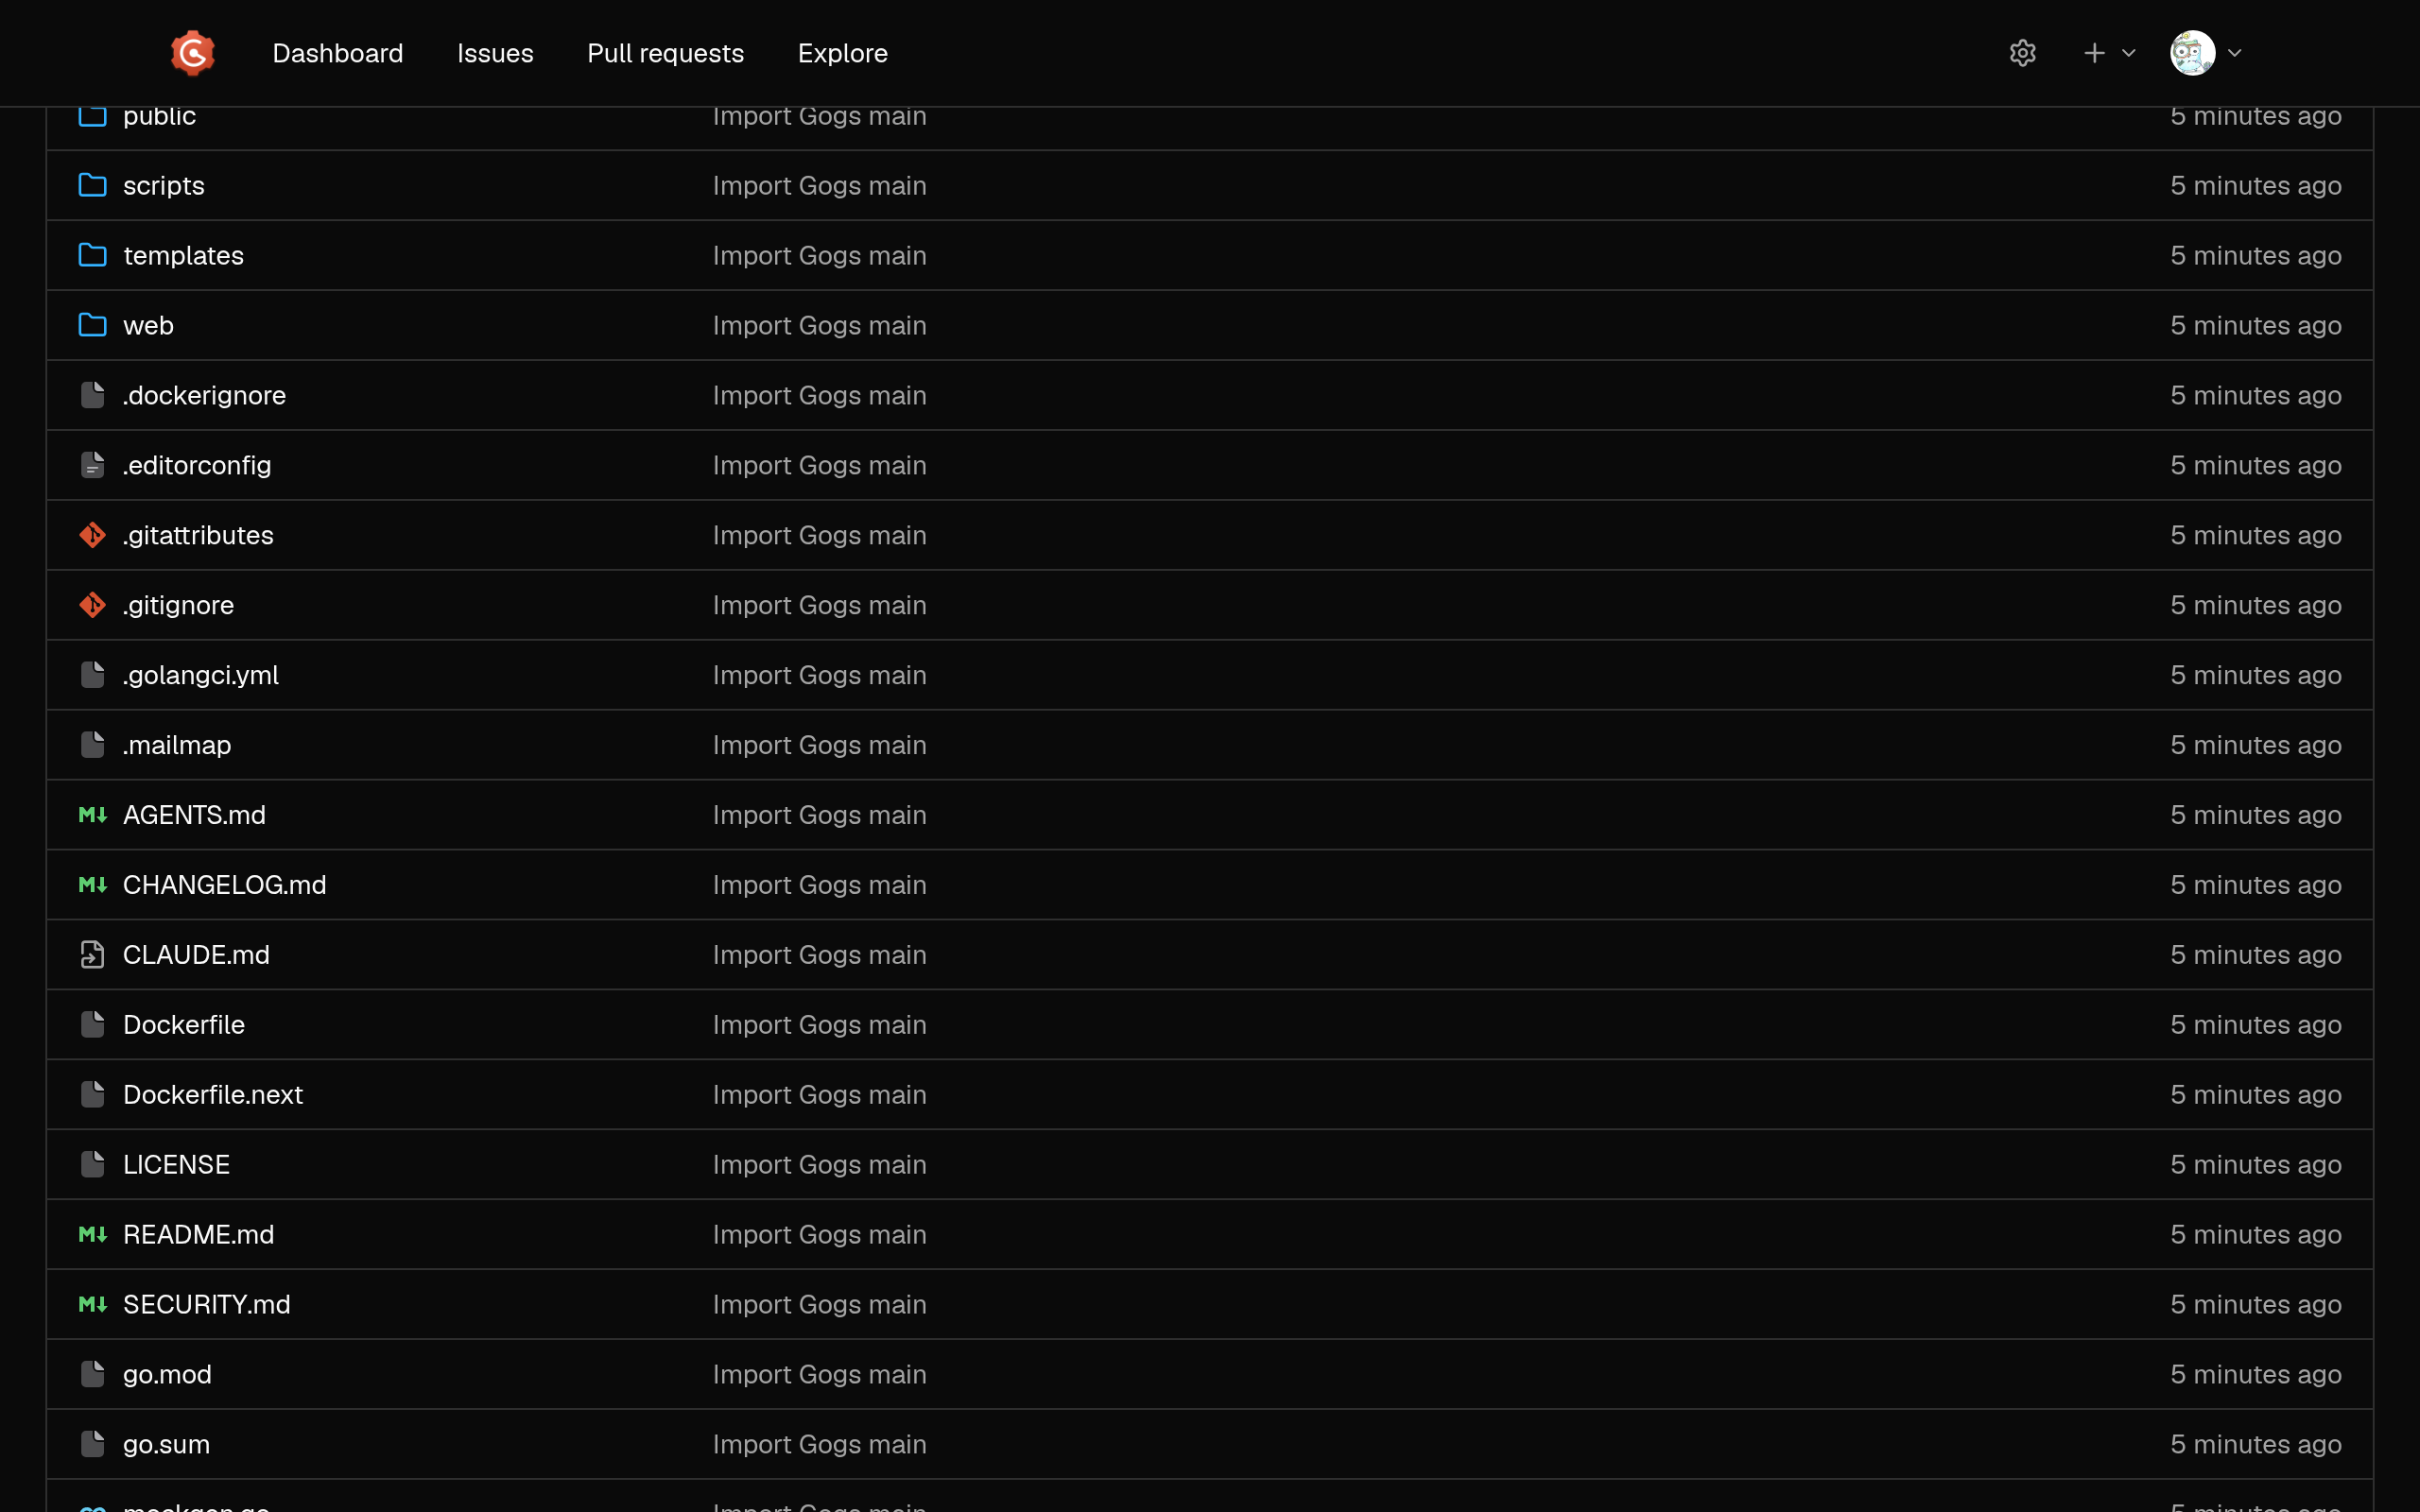 Dashboard Issues Pull requests Explore
public Import Gogs main 5 minutes ago
scripts Import Gogs main 5 minutes ago
templates Import Gogs main 5 minutes ago
web Import Gogs main 5 minutes ago
.dockerignore Import Gogs main 5 minutes ago
.editorconfig Import Gogs main 5 minutes ago
.gitattributes Import Gogs main 5 minutes ago
.gitignore Import Gogs main 5 minutes ago
.golangci.yml Import Gogs main 5 minutes ago
.mailmap Import Gogs main 5 minutes ago
AGENTS.md Import Gogs main 5 minutes ago
CHANGELOG.md Import Gogs main 5 minutes ago
CLAUDE.md Import Gogs main 5 minutes ago
Dockerfile Import Gogs main 5 minutes ago
Dockerfile.next Import Gogs main 5 minutes ago
LICENSE Import Gogs main 5 minutes ago
README.md Import Gogs main 5 minutes ago
SECURITY.md Import Gogs main 5 minutes ago
go.mod Import Gogs main 5 minutes ago
go.sum Import Gogs main 5 minutes ago
mockgen.go Import Gogs main 5 minutes ago